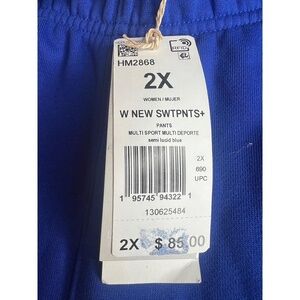 HM2868
2X
WOMEN / MUJER
W NEW SWTPNTS+
PANTS
MULTI SPORT MULTI DEPORTE
semi lucid blue
2X
690
UPC
1 95745 94322 1
130625484
2X $ 85.00